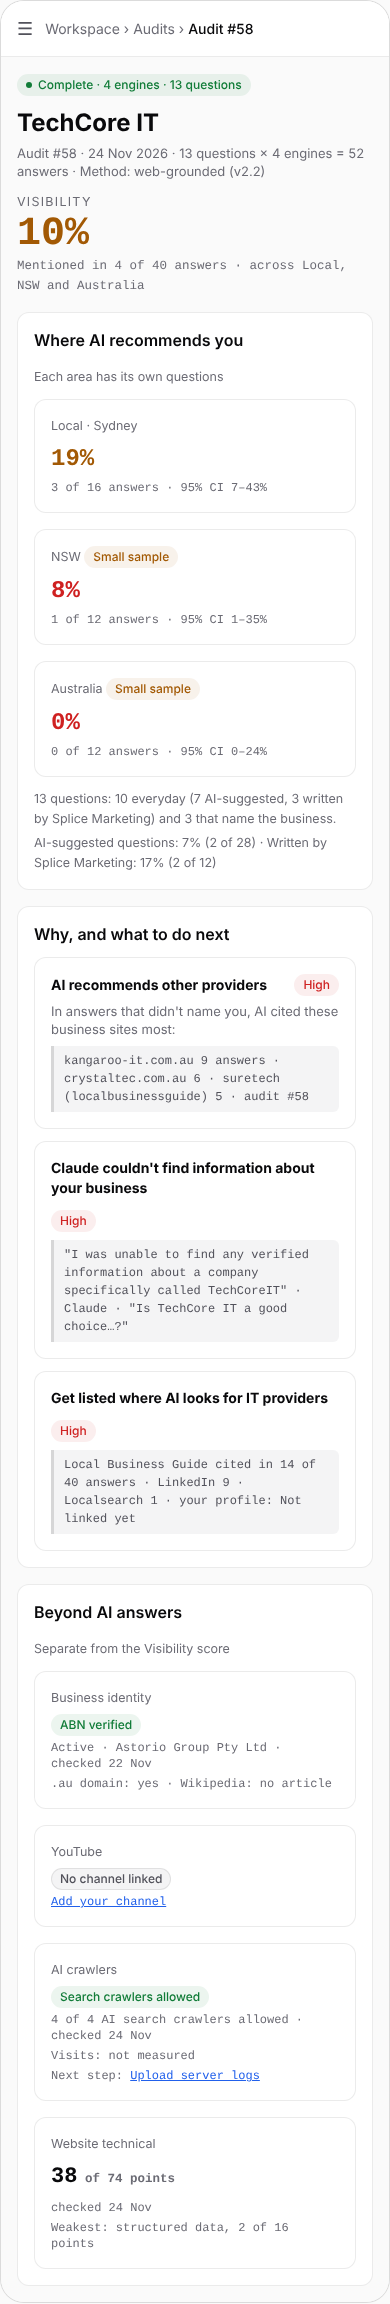 ☰ Workspace › Audits › Audit #58
Complete · 4 engines · 13 questions
TechCore IT
Audit #58 · 24 Nov 2026 · 13 questions × 4 engines = 52
answers · Method: web-grounded (v2.2)
VISIBILITY
10%
Mentioned in 4 of 40 answers · across Local,
NSW and Australia
Where AI recommends you
Each area has its own questions
Local · Sydney
19%
3 of 16 answers · 95% CI 7–43%
NSW Small sample
8%
1 of 12 answers · 95% CI 1–35%
Australia Small sample
0%
0 of 12 answers · 95% CI 0–24%
13 questions: 10 everyday (7 AI-suggested, 3 written
by Splice Marketing) and 3 that name the business.
AI-suggested questions: 7% (2 of 28) · Written by
Splice Marketing: 17% (2 of 12)
Why, and what to do next
AI recommends other providers High
In answers that didn't name you, AI cited these
business sites most:
kangaroo-it.com.au 9 answers ·
crystaltec.com.au 6 · suretech
(localbusinessguide) 5 · audit #58
Claude couldn't find information about
your business
High
"I was unable to find any verified
information about a company
specifically called TechCoreIT" ·
Claude · "Is TechCore IT a good
choice…?"
Get listed where AI looks for IT providers
High
Local Business Guide cited in 14 of
40 answers · LinkedIn 9 ·
Localsearch 1 · your profile: Not
linked yet
Beyond AI answers
Separate from the Visibility score
Business identity
ABN verified
Active · Astorio Group Pty Ltd ·
checked 22 Nov
.au domain: yes · Wikipedia: no article
YouTube
No channel linked
Add your channel
AI crawlers
Search crawlers allowed
4 of 4 AI search crawlers allowed ·
checked 24 Nov
Visits: not measured
Next step: Upload server logs
Website technical
38 of 74 points
checked 24 Nov
Weakest: structured data, 2 of 16
points